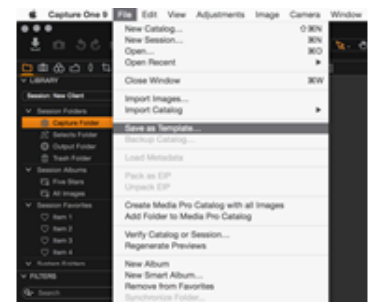 Capture One 9 File Edit View Adjustments Image Camera Window
New Catalog... ⇧⌘N
New Session... ⌘N
Open... ⌘O
Open Recent
Close Window ⌘W
Import Images...
Import Catalog
Save as Template...
Backup Catalog...
Load Metadata
Pack as EIP
Unpack EIP
Create Media Pro Catalog with all Images
Add Folder to Media Pro Catalog
Verify Catalog or Session...
Regenerate Previews
New Album
New Smart Album...
Remove from Favorites
Synchronize Folder...
LIBRARY
Session: New Client
Session Folders
Capture Folder
Selects Folder
Output Folder
Trash Folder
Session Albums
Five Stars
All Images
Session Favorites
Item 1
Item 2
Item 3
Item 4
System Folders
FILTERS
Search